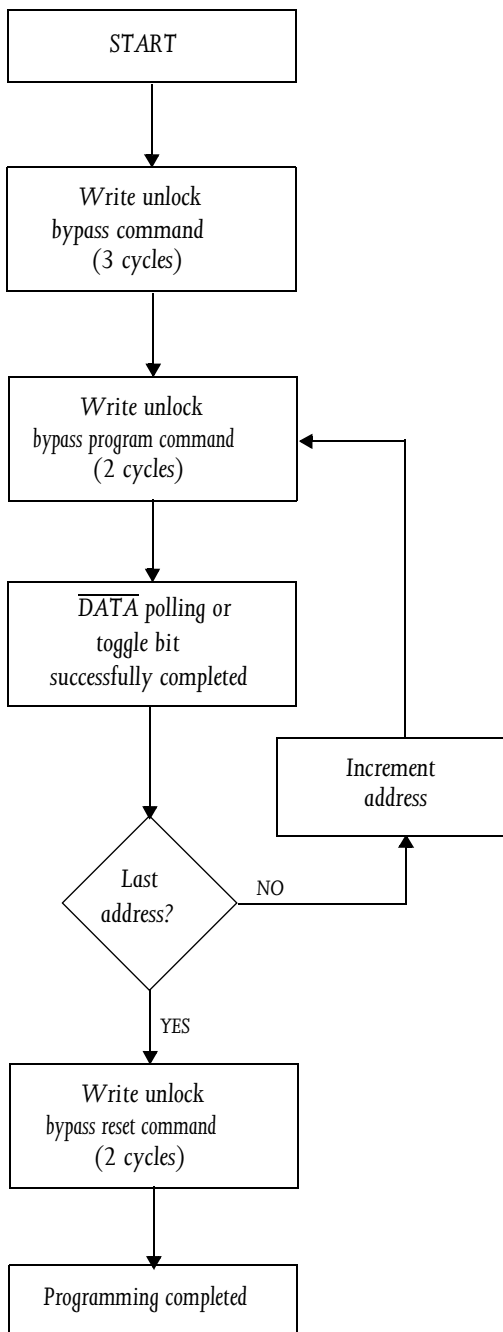 START
Write unlock
bypass command
(3 cycles)
Write unlock
bypass program command
(2 cycles)
DATA polling or
toggle bit
successfully completed
Increment
address
Last
address?
NO
YES
Write unlock
bypass reset command
(2 cycles)
Programming completed